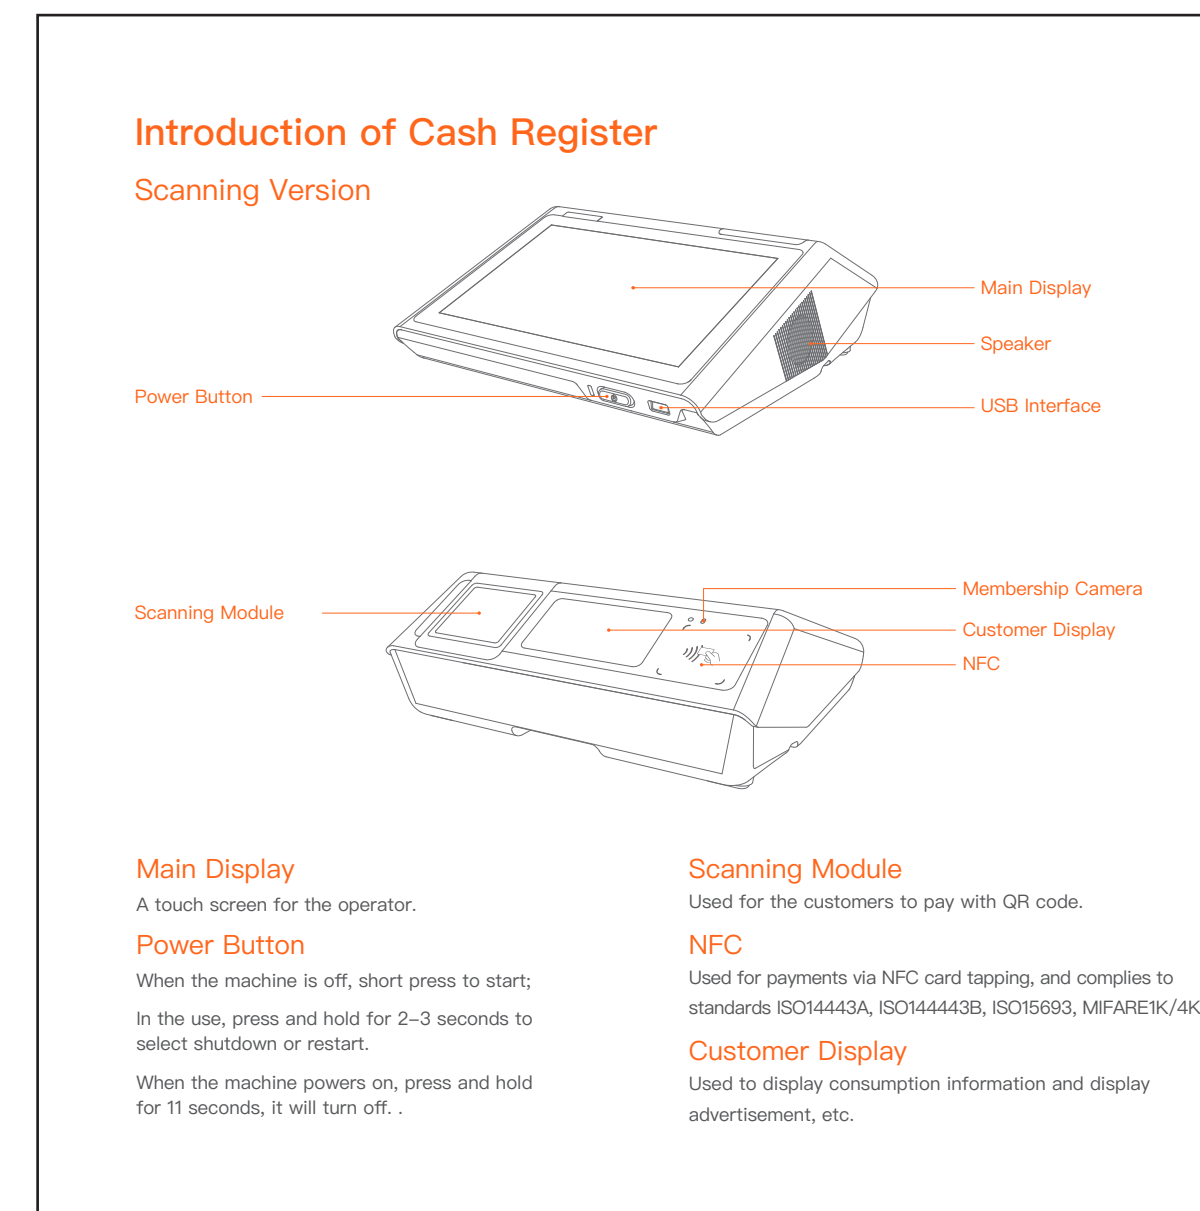 Introduction of Cash Register
Scanning Version
Main Display
Speaker
Power Button
USB Interface
Membership Camera
Scanning Module
Customer Display
NFC
Main Display
A touch screen for the operator.
Power Button
When the machine is off, short press to start;
In the use, press and hold for 2–3 seconds to
select shutdown or restart.
When the machine powers on, press and hold
for 11 seconds, it will turn off. .
Scanning Module
Used for the customers to pay with QR code.
NFC
Used for payments via NFC card tapping, and complies to
standards ISO14443A, ISO144443B, ISO15693, MIFARE1K/4K
Customer Display
Used to display consumption information and display
advertisement, etc.